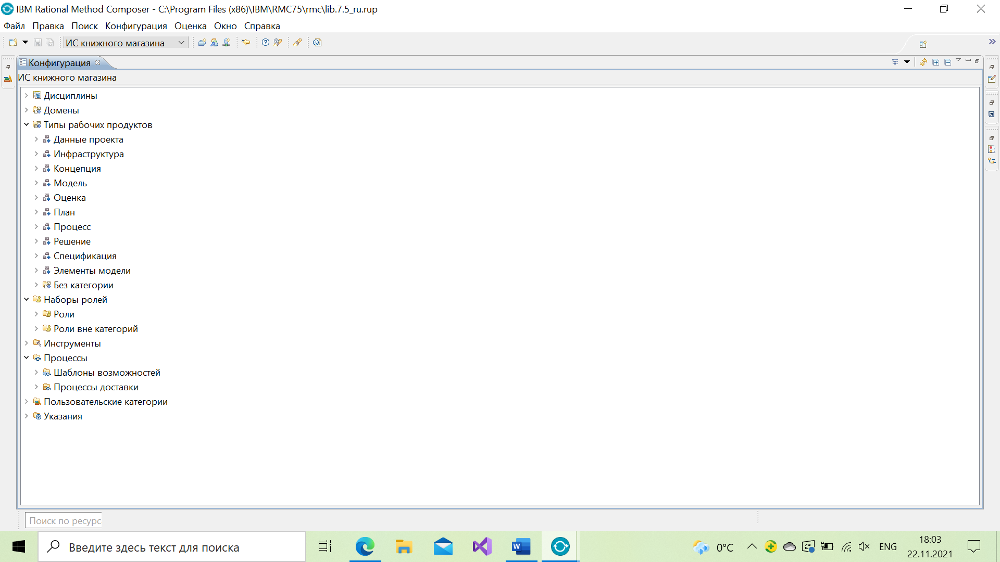 IBM Rational Method Composer - C:\Program Files (x86)\IBM\RMC75\rmc\lib.7.5_ru.rup
Файл Правка Поиск Конфигурация Оценка Окно Справка
ИС книжного магазина
Конфигурация
ИС книжного магазина
Дисциплины
Домены
Типы рабочих продуктов
Данные проекта
Инфраструктура
Концепция
Модель
Оценка
План
Процесс
Решение
Спецификация
Элементы модели
Без категории
Наборы ролей
Роли
Роли вне категорий
Инструменты
Процессы
Шаблоны возможностей
Процессы доставки
Пользовательские категории
Указания
Поиск по ресурс
Введите здесь текст для поиска
0°C
ENG
18:03
22.11.2021